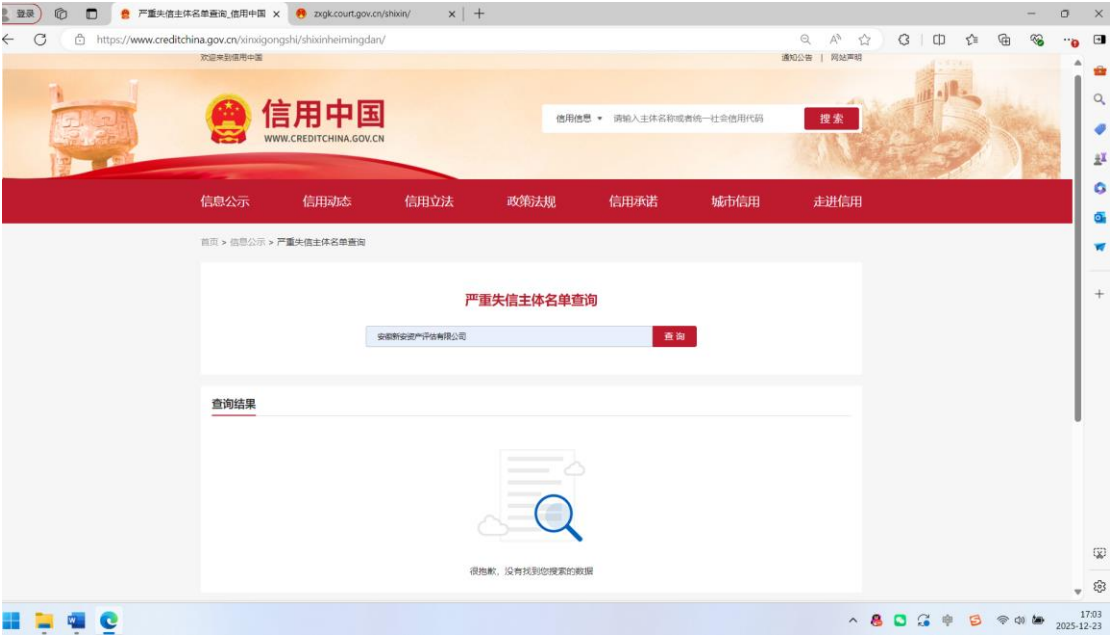 登录
严重失信主体名单查询_信用中国
zxgk.court.gov.cn/shixin/
https://www.creditchina.gov.cn/xinxigongshi/shixinheimingdan/
欢迎来到信用中国
通知公告 | 网站声明
信用中国
WWW.CREDITCHINA.GOV.CN
信用信息
请输入主体名称或者统一社会信用代码
搜索
信息公示 信用动态 信用立法 政策法规 信用承诺 城市信用 走进信用
首页 > 信息公示 > 严重失信主体名单查询
严重失信主体名单查询
安徽新安资产评估有限公司
查询
查询结果
很抱歉，没有找到您搜索的数据
17:03
2025-12-23